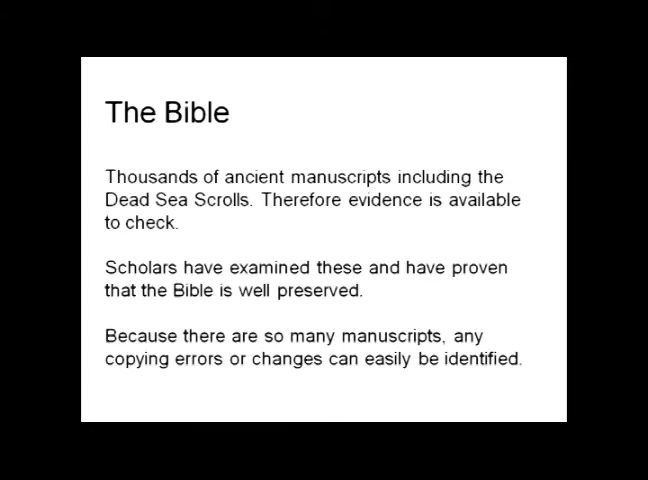 The Bible
Thousands of ancient manuscripts including the
Dead Sea Scrolls. Therefore evidence is available
to check.
Scholars have examined these and have proven
that the Bible is well preserved.
Because there are so many manuscripts, any
copying errors or changes can easily be identified.